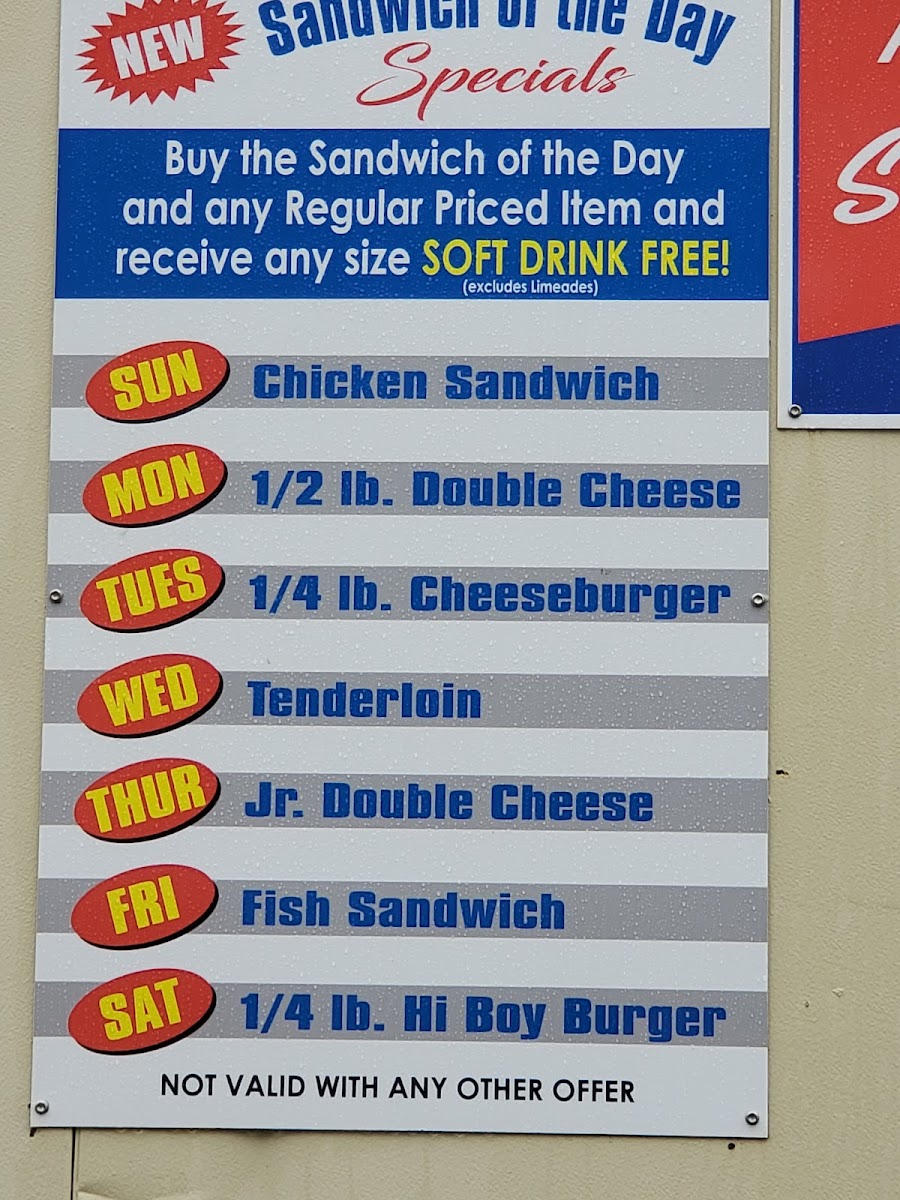 NEW
Sandwich of the Day
Specials
Buy the Sandwich of the Day
and any Regular Priced Item and
receive any size SOFT DRINK FREE!
(excludes Limeades)
SUN Chicken Sandwich
MON 1/2 lb. Double Cheese
TUES 1/4 lb. Cheeseburger
WED Tenderloin
THUR Jr. Double Cheese
FRI Fish Sandwich
SAT 1/4 lb. Hi Boy Burger
NOT VALID WITH ANY OTHER OFFER